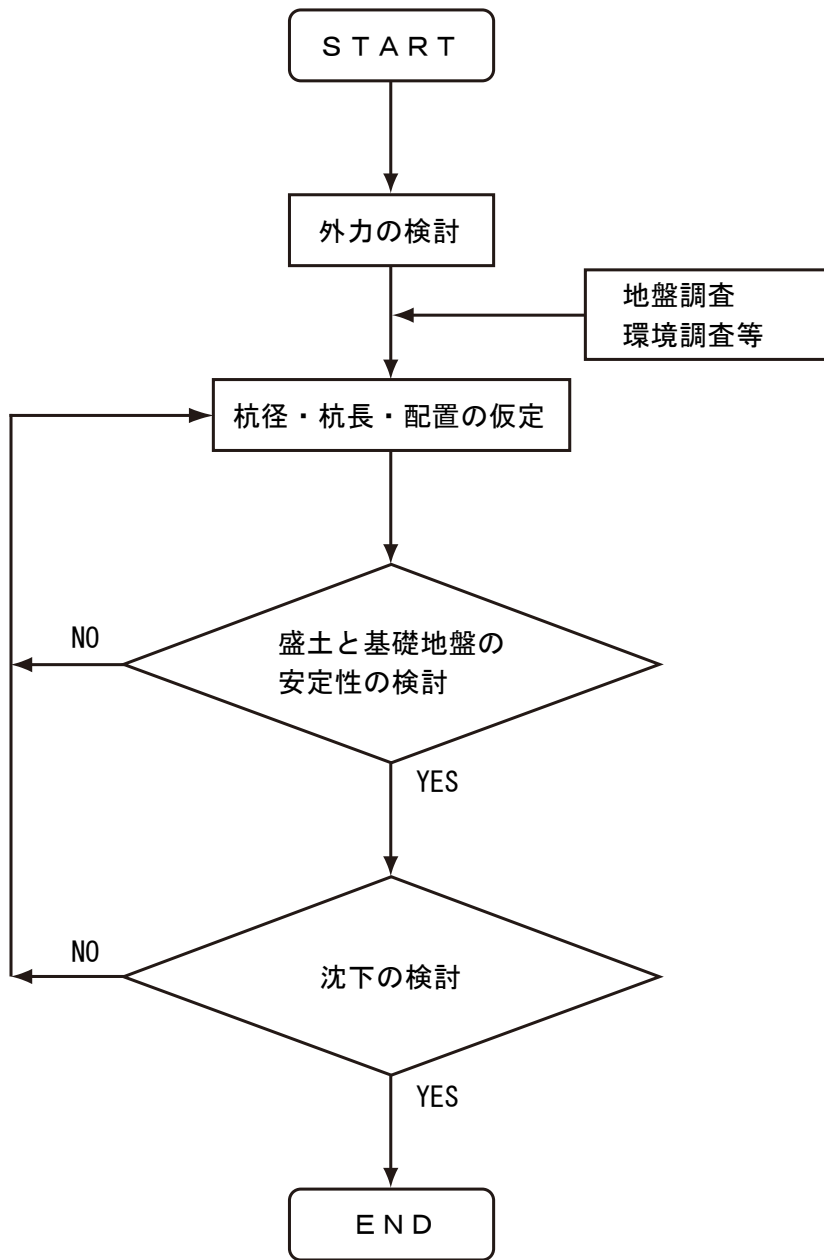 START
外力の検討
地盤調査
環境調査等
杭径・杭長・配置の仮定
盛土と基礎地盤の
安定性の検討
NO
YES
沈下の検討
NO
YES
END